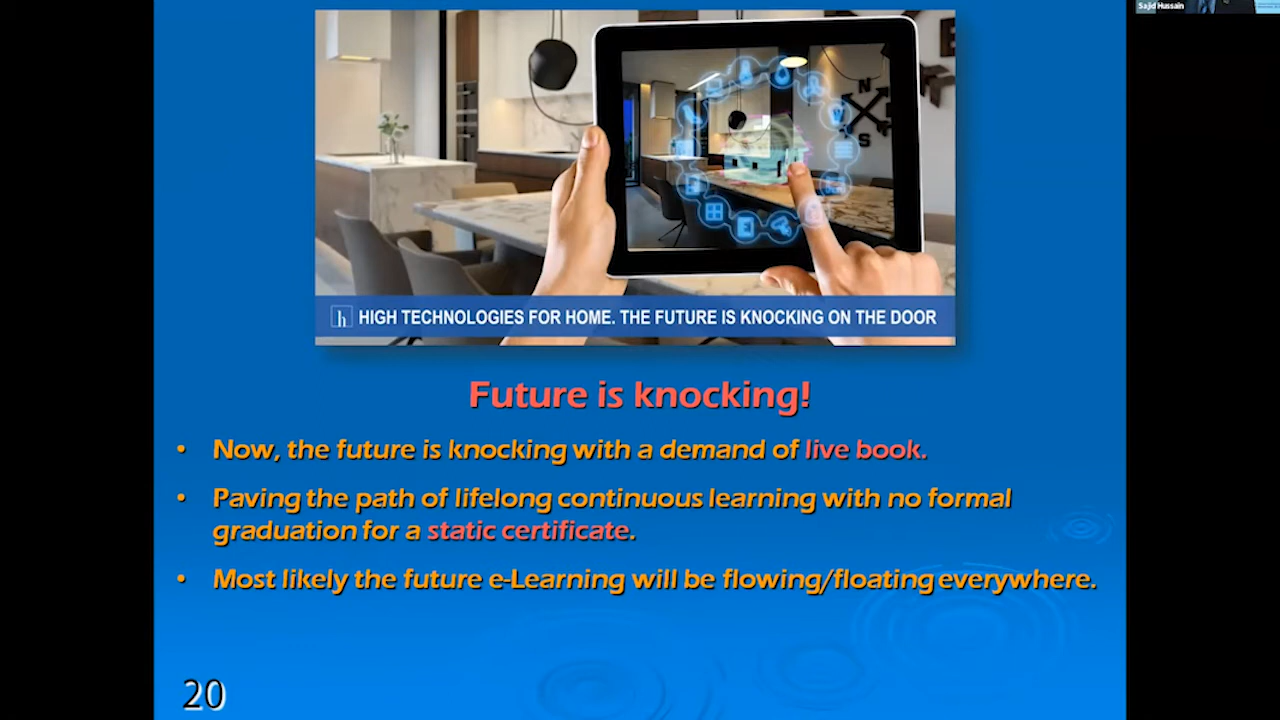 Sajid Hussain
N
S
E
h HIGH TECHNOLOGIES FOR HOME. THE FUTURE IS KNOCKING ON THE DOOR
Future is knocking!
• Now, the future is knocking with a demand of live book.
• Paving the path of lifelong continuous learning with no formal
graduation for a static certificate.
• Most likely the future e-Learning will be flowing/floating everywhere.
20